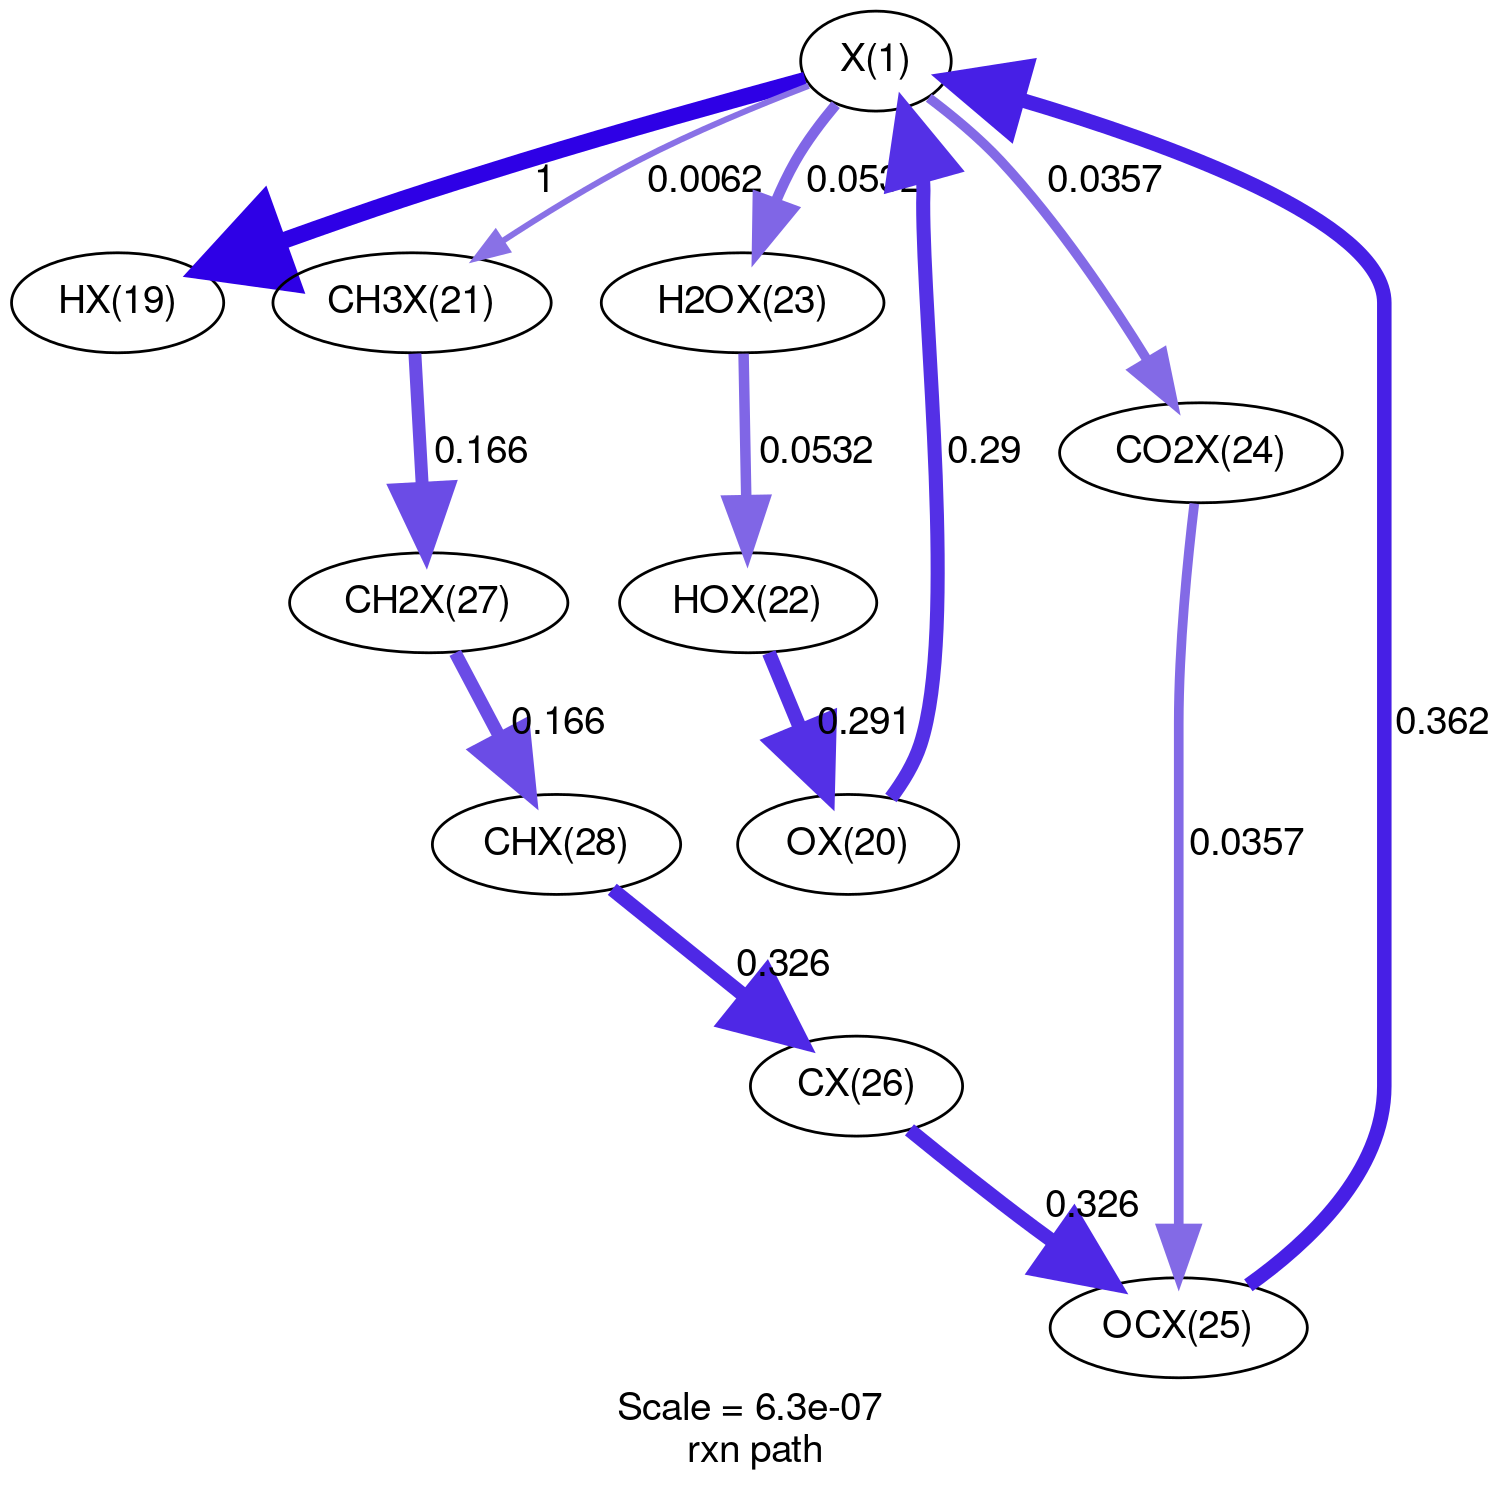 X(1)
1
0.0062
0.0532
0.0357
HX(19)
CH3X(21)
H2OX(23)
0.166
0.0532
0.29
CO2X(24)
CH2X(27)
HOX(22)
0.166
0.291
0.362
CHX(28)
OX(20)
0.0357
0.326
CX(26)
0.326
OCX(25)
Scale = 6.3e-07
rxn path